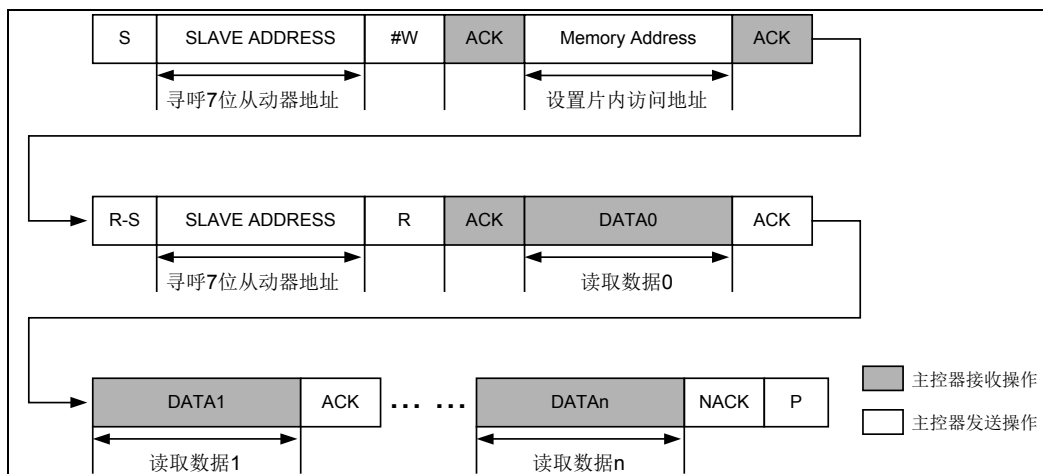 S SLAVE ADDRESS #W ACK Memory Address ACK
寻呼7位从动器地址 设置片内访问地址
R-S SLAVE ADDRESS R ACK DATA0 ACK
寻呼7位从动器地址 读取数据0
DATA1 ACK ... ... DATAn NACK P
读取数据1 读取数据n
主控器接收操作
主控器发送操作